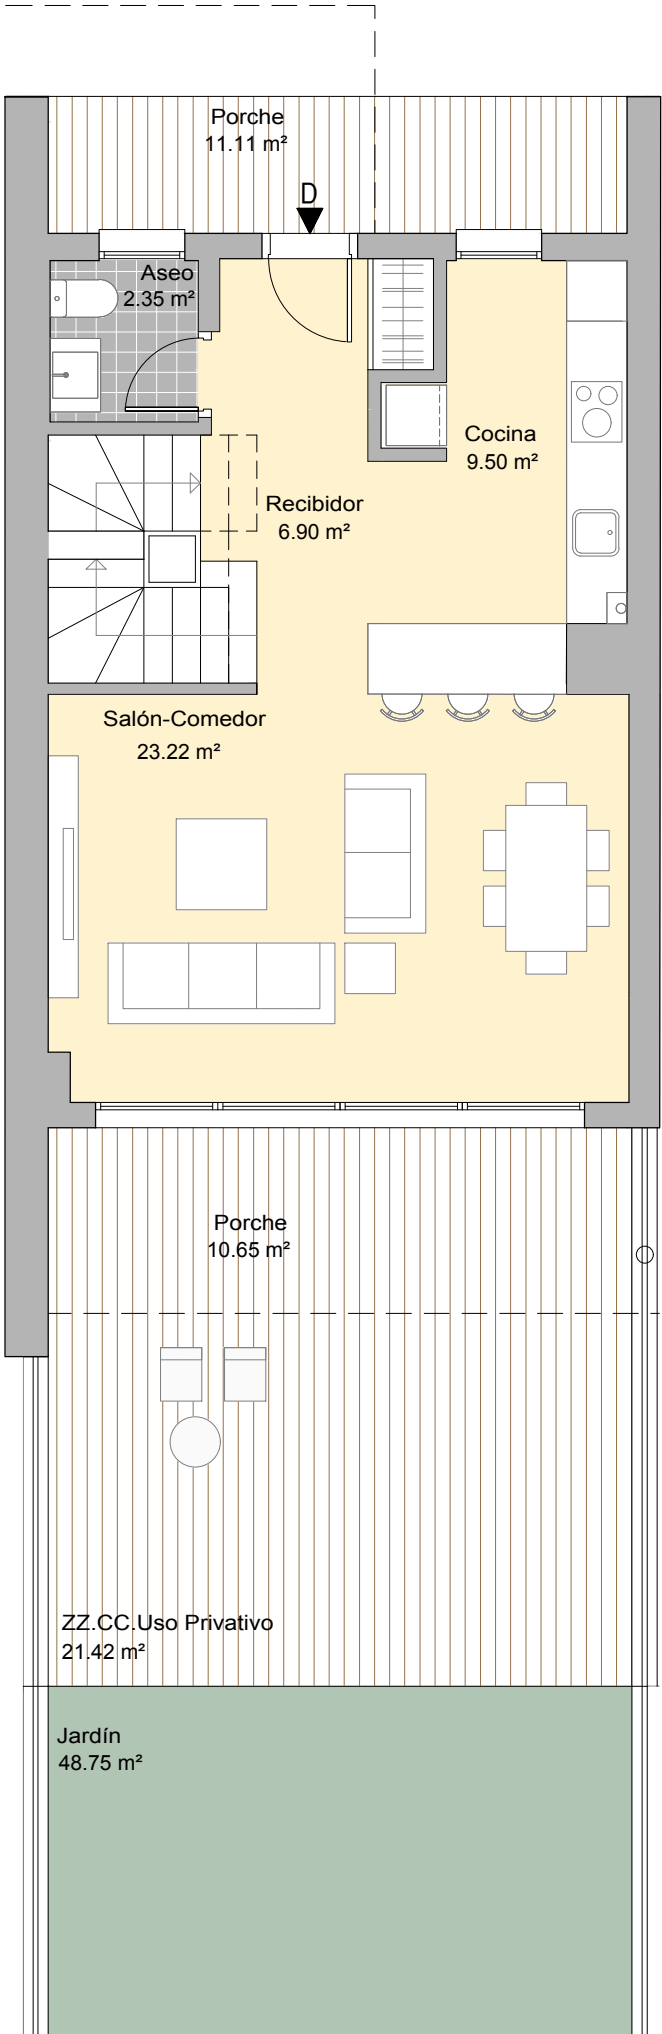 Porche
11.11 m²
D
Aseo
2.35 m²
Cocina
9.50 m²
Recibidor
6.90 m²
Salón-Comedor
23.22 m²
Porche
10.65 m²
ZZ.CC.Uso Privativo
21.42 m²
Jardín
48.75 m²